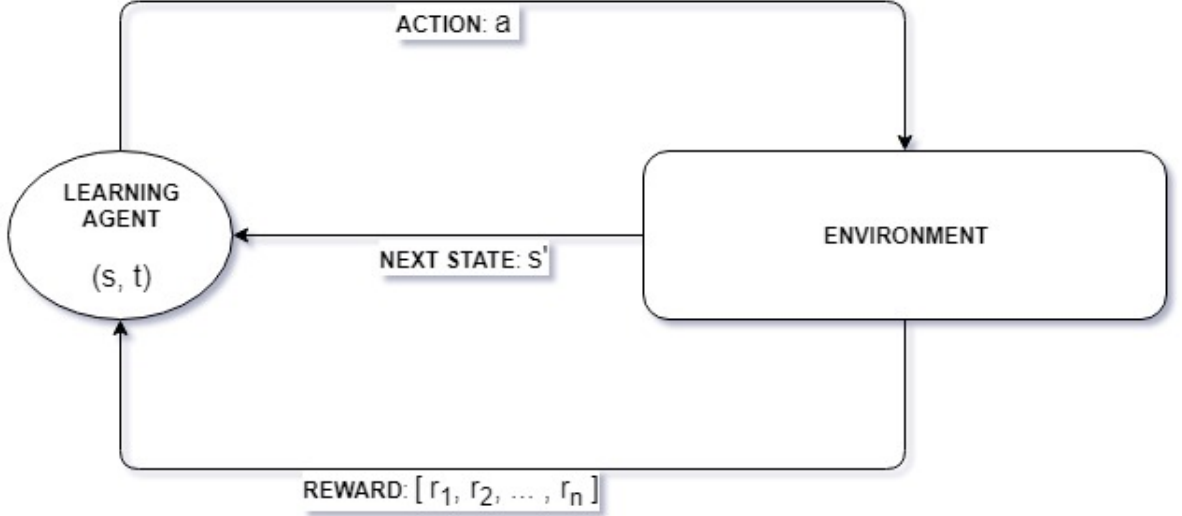 ACTION: a
LEARNING
AGENT
(s, t)
ENVIRONMENT
NEXT STATE: s'
REWARD: [ r₁, r₂, ... , rₙ ]